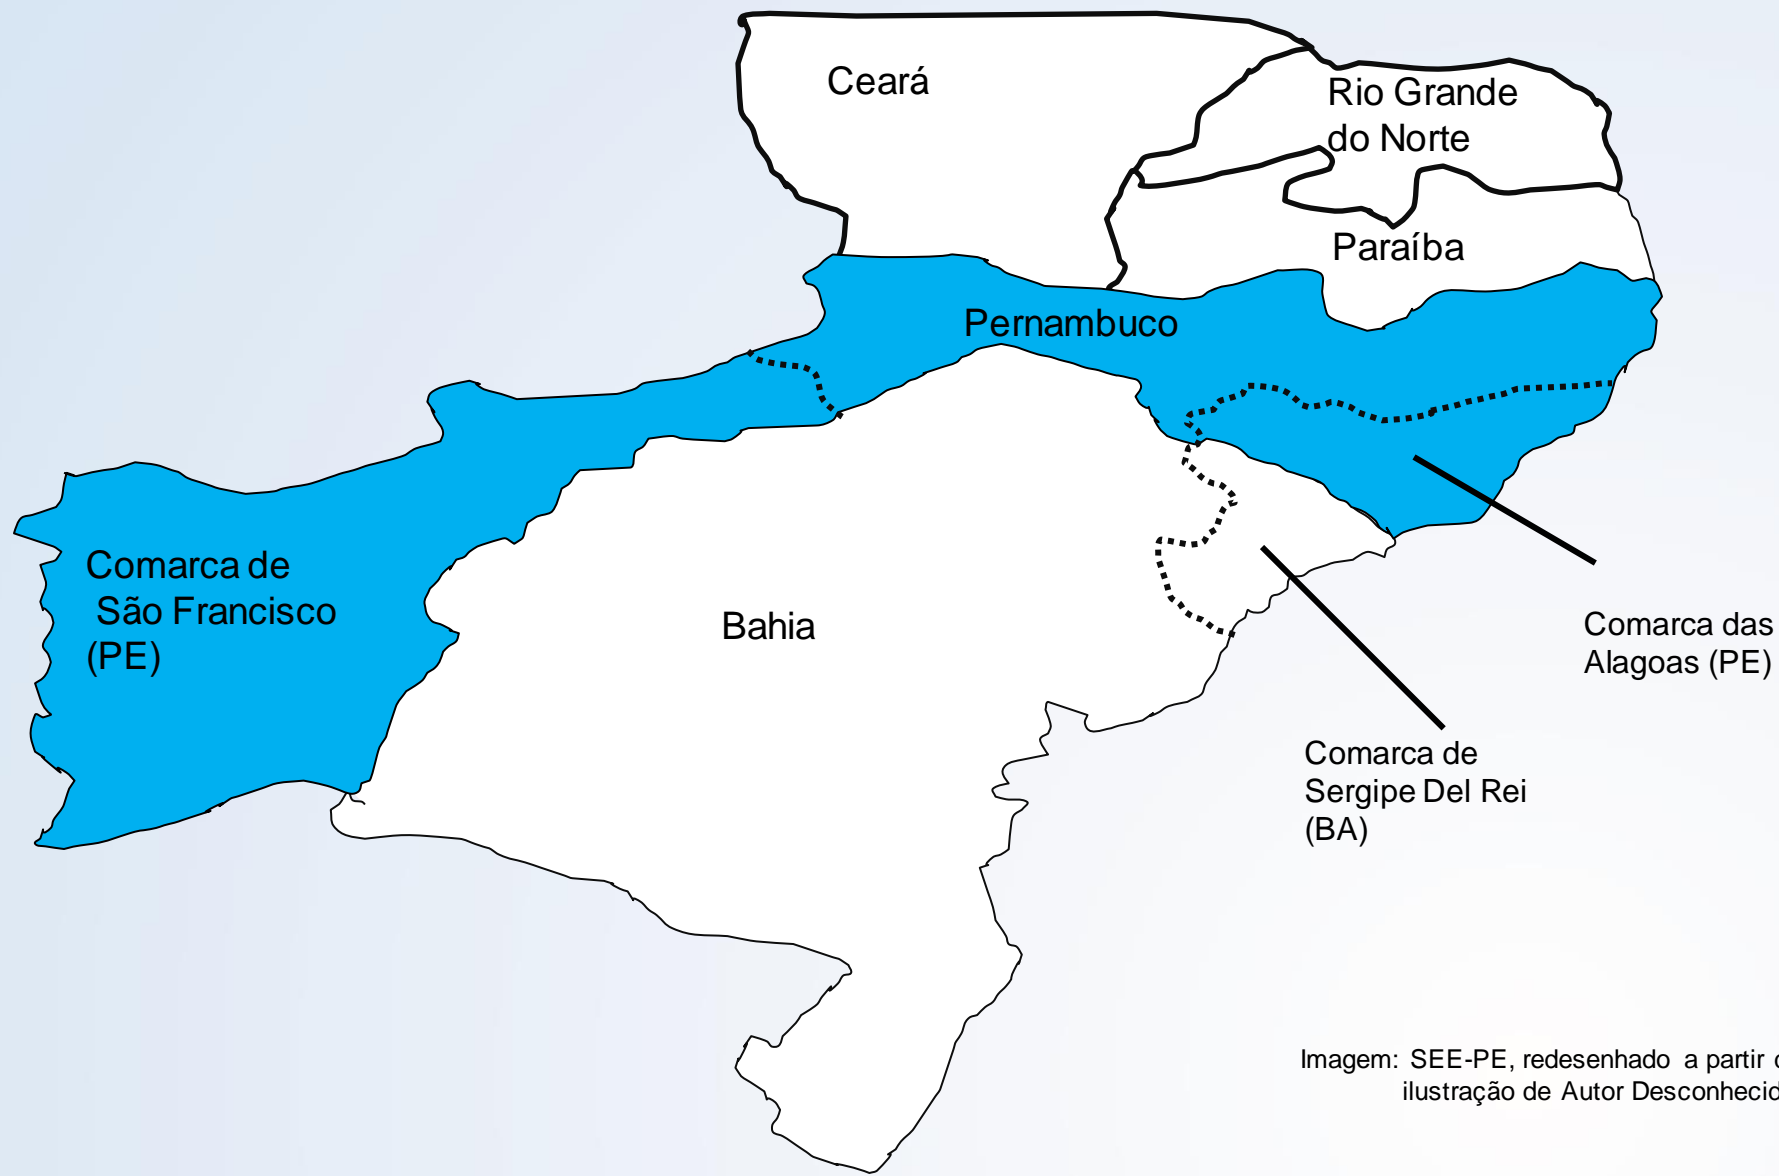 Ceará
Rio Grande
do Norte
Paraíba
Pernambuco
Comarca de
São Francisco
(PE)
Bahia
Comarca das
Alagoas (PE)
Comarca de
Sergipe Del Rei
(BA)
Imagem: SEE-PE, redesenhado a partir
ilustração de Autor